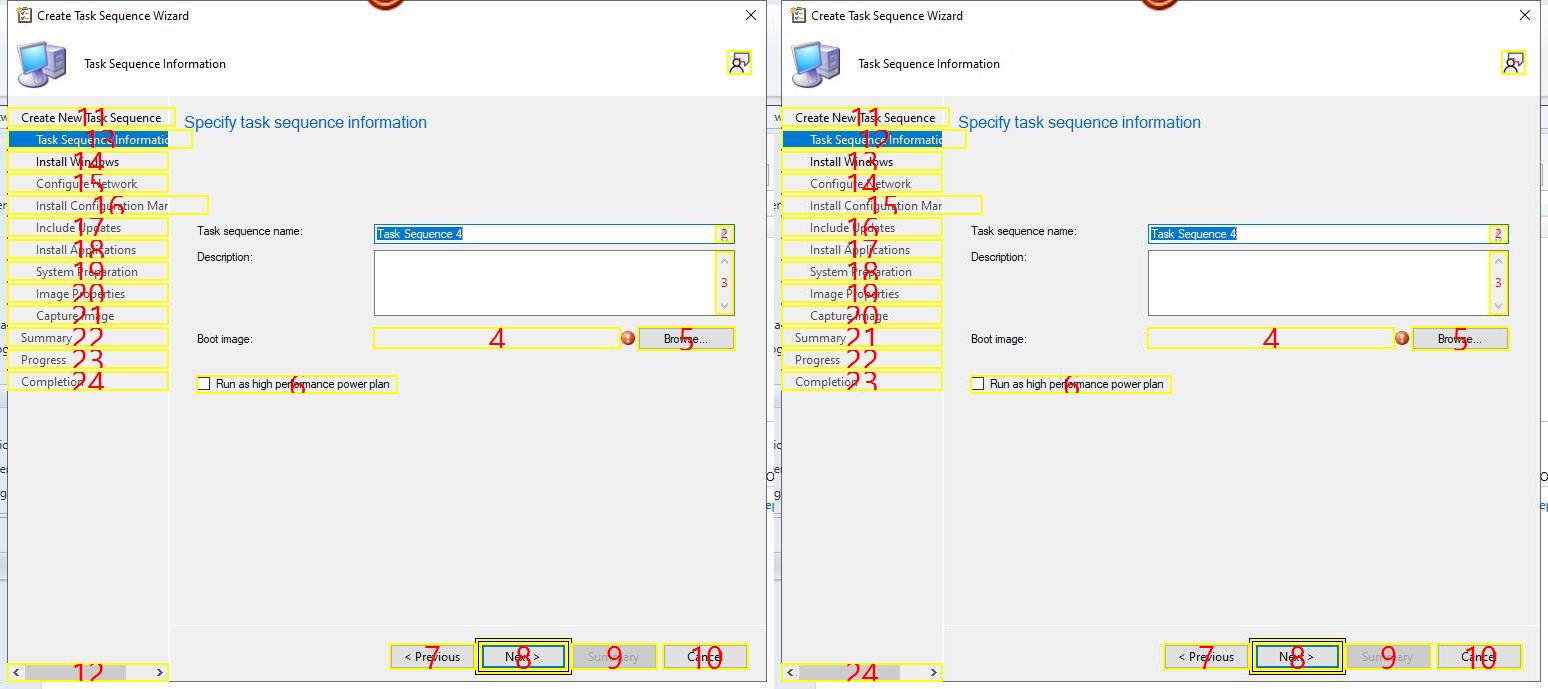 Create Task Sequence Wizard
Task Sequence Information
1
Create New Task Sequence
11
Task Sequence Informatio
13
Install Windows
14
Configure Network
15
Install Configuration Mar
16
Include Updates
17
Install Applications
18
System Preparation
19
Image Properties
20
Capture Image
21
Summary
22
Progress
23
Completion
24
12
Specify task sequence information
Task sequence name:
Task Sequence 4
2
Description:
3
Boot image:
4
Browse...
5
Run as high performance power plan
6
< Previous
7
Next >
8
Summary
9
Cancel
10
Create Task Sequence Wizard
Task Sequence Information
1
Create New Task Sequence
11
Task Sequence Informatio
12
Install Windows
13
Configure Network
14
Install Configuration Mar
15
Include Updates
16
Install Applications
17
System Preparation
18
Image Properties
19
Capture Image
20
Summary
21
Progress
22
Completion
23
24
Specify task sequence information
Task sequence name:
Task Sequence 4
2
Description:
3
Boot image:
4
Browse...
5
Run as high performance power plan
6
< Previous
7
Next >
8
Summary
9
Cancel
10